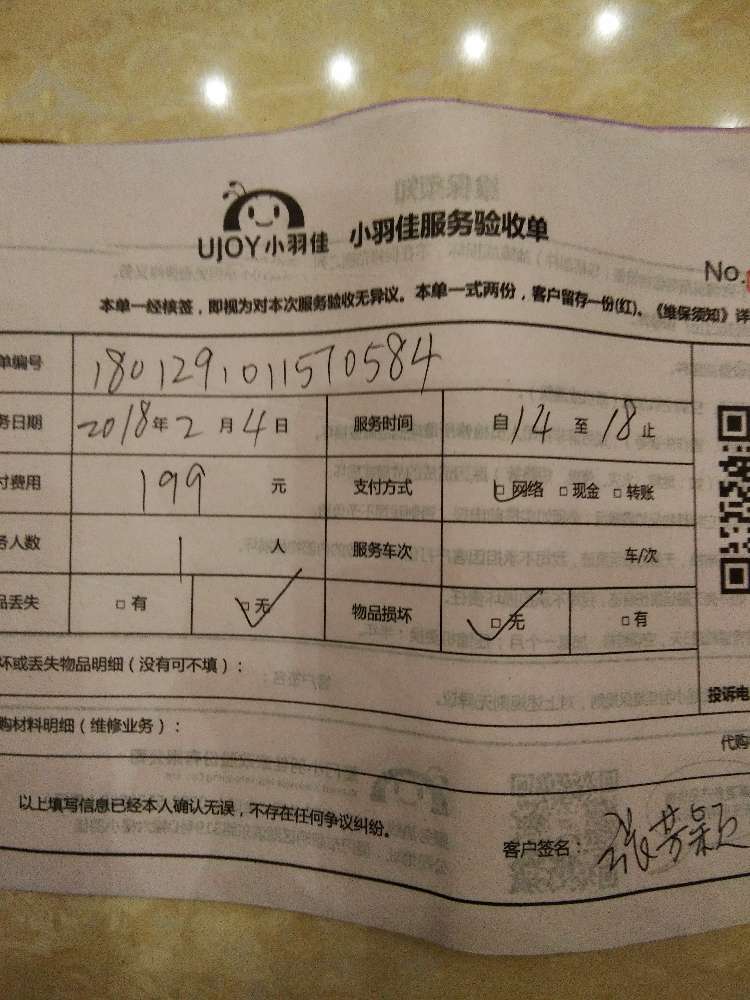 UJOY小羽佳 小羽佳服务验收单
No.
本单一经核签，即视为对本次服务验收无异议。本单一式两份，客户留存一份(红)。《维保须知》详
单编号 1801291011570584
务日期 2018年2月4日 服务时间 自14至18止
付费用 199元 支付方式 □网络 □现金 □转账
务人数 1人 服务车次 车/次
品丢失 □有 □无 物品损坏 □无 □有
坏或丢失物品明细（没有可不填）：
投诉电
购材料明细（维修业务）：
代购
以上填写信息已经本人确认无误，不存在任何争议纠纷。
客户签名：张芳颖